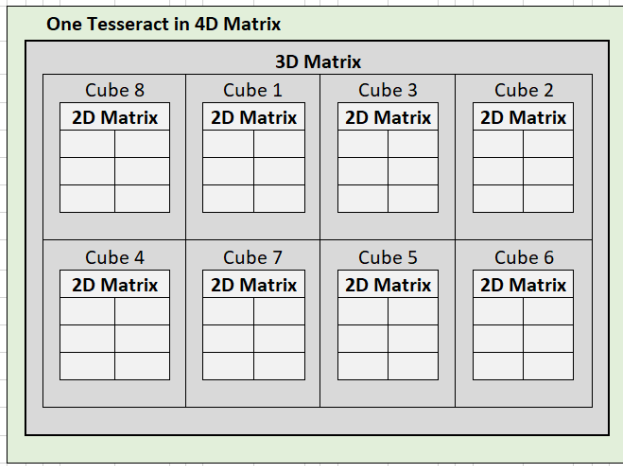 One Tesseract in 4D Matrix
3D Matrix
Cube 8 Cube 1 Cube 3 Cube 2
2D Matrix 2D Matrix 2D Matrix 2D Matrix
Cube 4 Cube 7 Cube 5 Cube 6
2D Matrix 2D Matrix 2D Matrix 2D Matrix